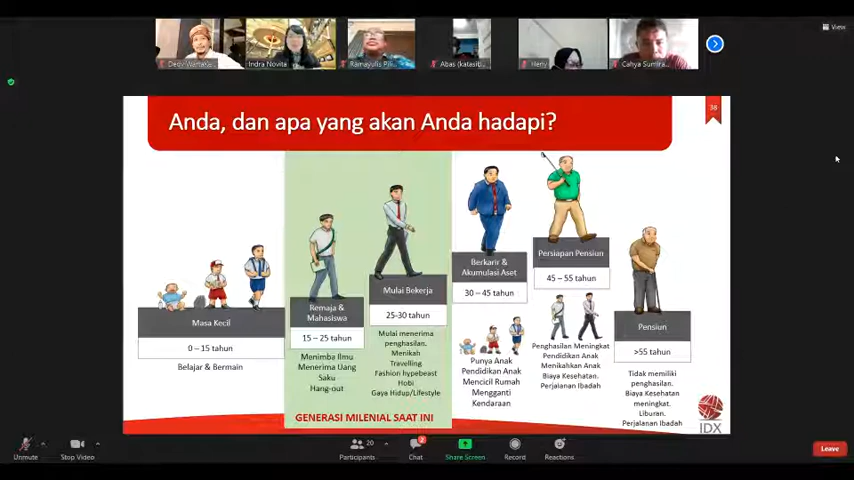 View
Indra Novita
Heny
Abas (katasit...
Cahya Sumira...
38
Anda, dan apa yang akan Anda hadapi?
Masa Kecil
0 – 15 tahun
Belajar & Bermain
Remaja &
Mahasiswa
15 – 25 tahun
Menimba Ilmu
Menerima Uang
Saku
Hang-out
Mulai Bekerja
25-30 tahun
Mulai menerima
penghasilan.
Menikah
Travelling
Fashion hypebeast
Hobi
Gaya Hidup/Lifestyle
GENERASI MILENIAL SAAT INI
Berkarir &
Akumulasi Aset
30 – 45 tahun
Punya Anak
Pendidikan Anak
Mencicil Rumah
Mengganti
Kendaraan
Persiapan Pensiun
45 – 55 tahun
Penghasilan Meningkat
Pendidikan Anak
Menikahkan Anak
Biaya Kesehatan.
Perjalanan Ibadah
Pensiun
>55 tahun
Tidak memiliki
penghasilan.
Biaya Kesehatan
meningkat.
Liburan.
Perjalanan Ibadah
IDX
Unmute
Stop Video
20
Participants
2
Chat
Share Screen
Record
Reactions
Leave